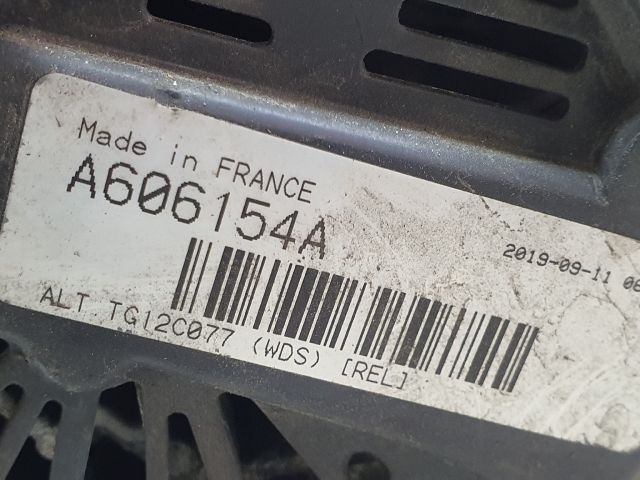 Made in FRANCE
A606154A
2019-09-11
ALT TG12C077 (WDS) [REL]